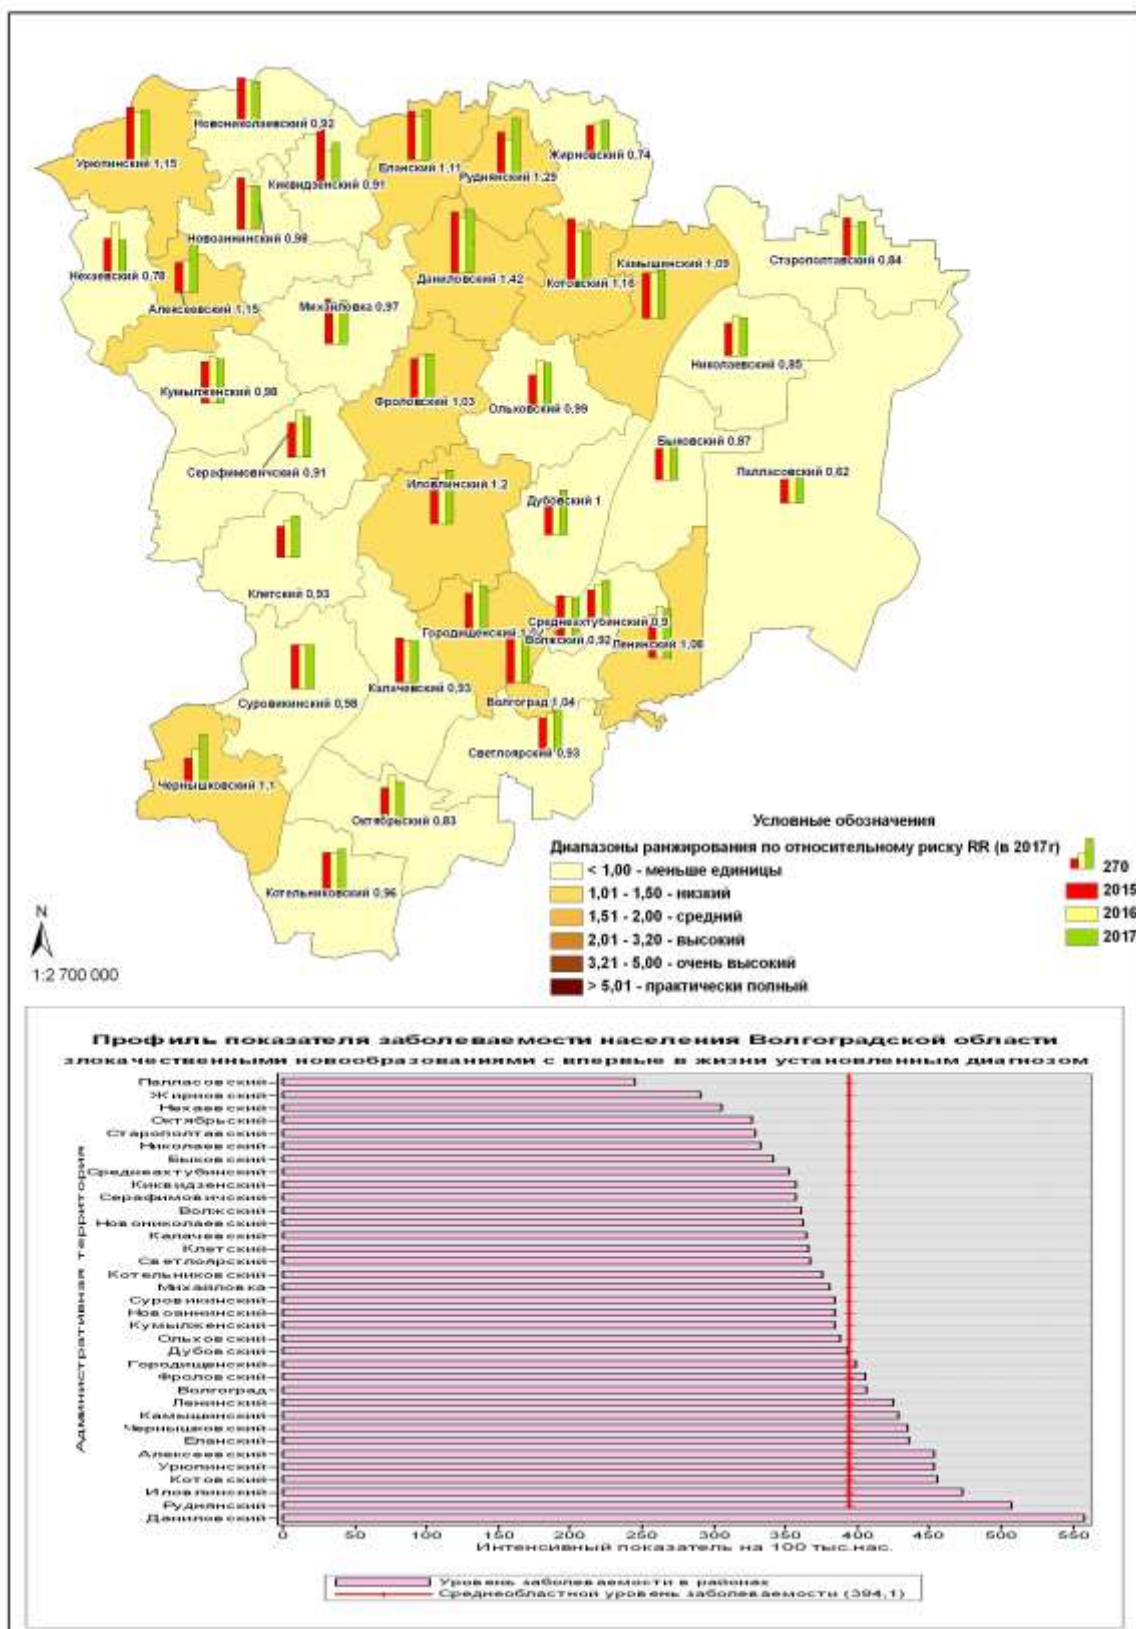 Новониколаевский 0,92
Урюпинский 1,15
Киквидзенский 0,91
Еланский 1,11
Руднянский 1,29
Жирновский 0,74
Новоаннинский 0,98
Нехаевский 0,78
Алексеевский 1,15
Михайловка 0,97
Даниловский 1,42
Котовский 1,16
Камышинский 1,09
Старополтавский 0,84
Кумылженский 0,98
Фроловский 1,03
Ольховский 0,99
Николаевский 0,85
Серафимовичский 0,91
Быковский 0,87
Палласовский 0,62
Иловлинский 1,2
Дубовский 1
Клетский 0,93
Городищенский
Среднеахтубинский 0,9
Волжский 0,92
Ленинский 1,08
Суровикинский 0,98
Калачевский 0,93
Волгоград 1,04
Светлоярский 0,93
Чернышковский 1,1
Октябрьский 0,83
Котельниковский 0,96
N
1:2 700 000
Условные обозначения
Диапазоны ранжирования по относительному риску RR (в 2017г)
< 1,00 - меньше единицы
1,01 - 1,50 - низкий
1,51 - 2,00 - средний
2,01 - 3,20 - высокий
3,21 - 5,00 - очень высокий
> 5,01 - практически полный
270
2015
2016
2017
Профиль показателя заболеваемости населения Волгоградской области
злокачественными новообразованиями с впервые в жизни установленным диагнозом
Административная территория
Палласовский
Жирновский
Нехаевский
Октябрьский
Старополтавский
Николаевский
Быковский
Среднеахтубинский
Киквидзенский
Серафимовичский
Волжский
Новониколаевский
Калачевский
Клетский
Светлоярский
Котельниковский
Михайловка
Суровикинский
Новоаннинский
Кумылженский
Ольховский
Дубовский
Городищенский
Фроловский
Волгоград
Ленинский
Камышинский
Чернышковский
Еланский
Алексеевский
Урюпинский
Котовский
Иловлинский
Руднянский
Даниловский
0 50 100 150 200 250 300 350 400 450 500 550
Интенсивный показатель на 100 тыс.нас.
Уровень заболеваемости в районах
Среднеобластной уровень заболеваемости (394,1)